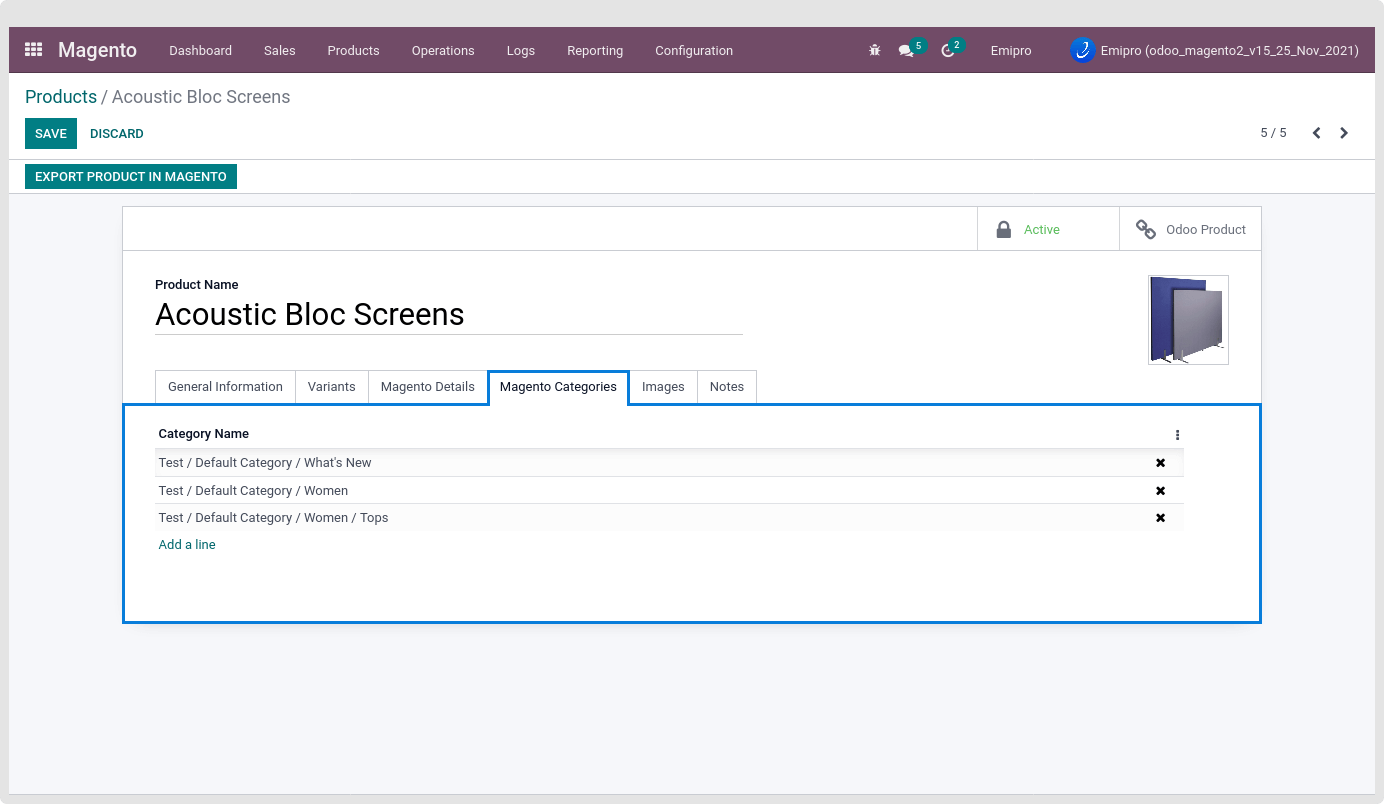 Magento Dashboard Sales Products Operations Logs Reporting Configuration 5 2 Emipro Emipro (odoo_magento2_v15_25_Nov_2021)
Products / Acoustic Bloc Screens
SAVE DISCARD 5 / 5
EXPORT PRODUCT IN MAGENTO
Active Odoo Product
Product Name
Acoustic Bloc Screens
General Information Variants Magento Details Magento Categories Images Notes
Category Name
Test / Default Category / What's New
Test / Default Category / Women
Test / Default Category / Women / Tops
Add a line